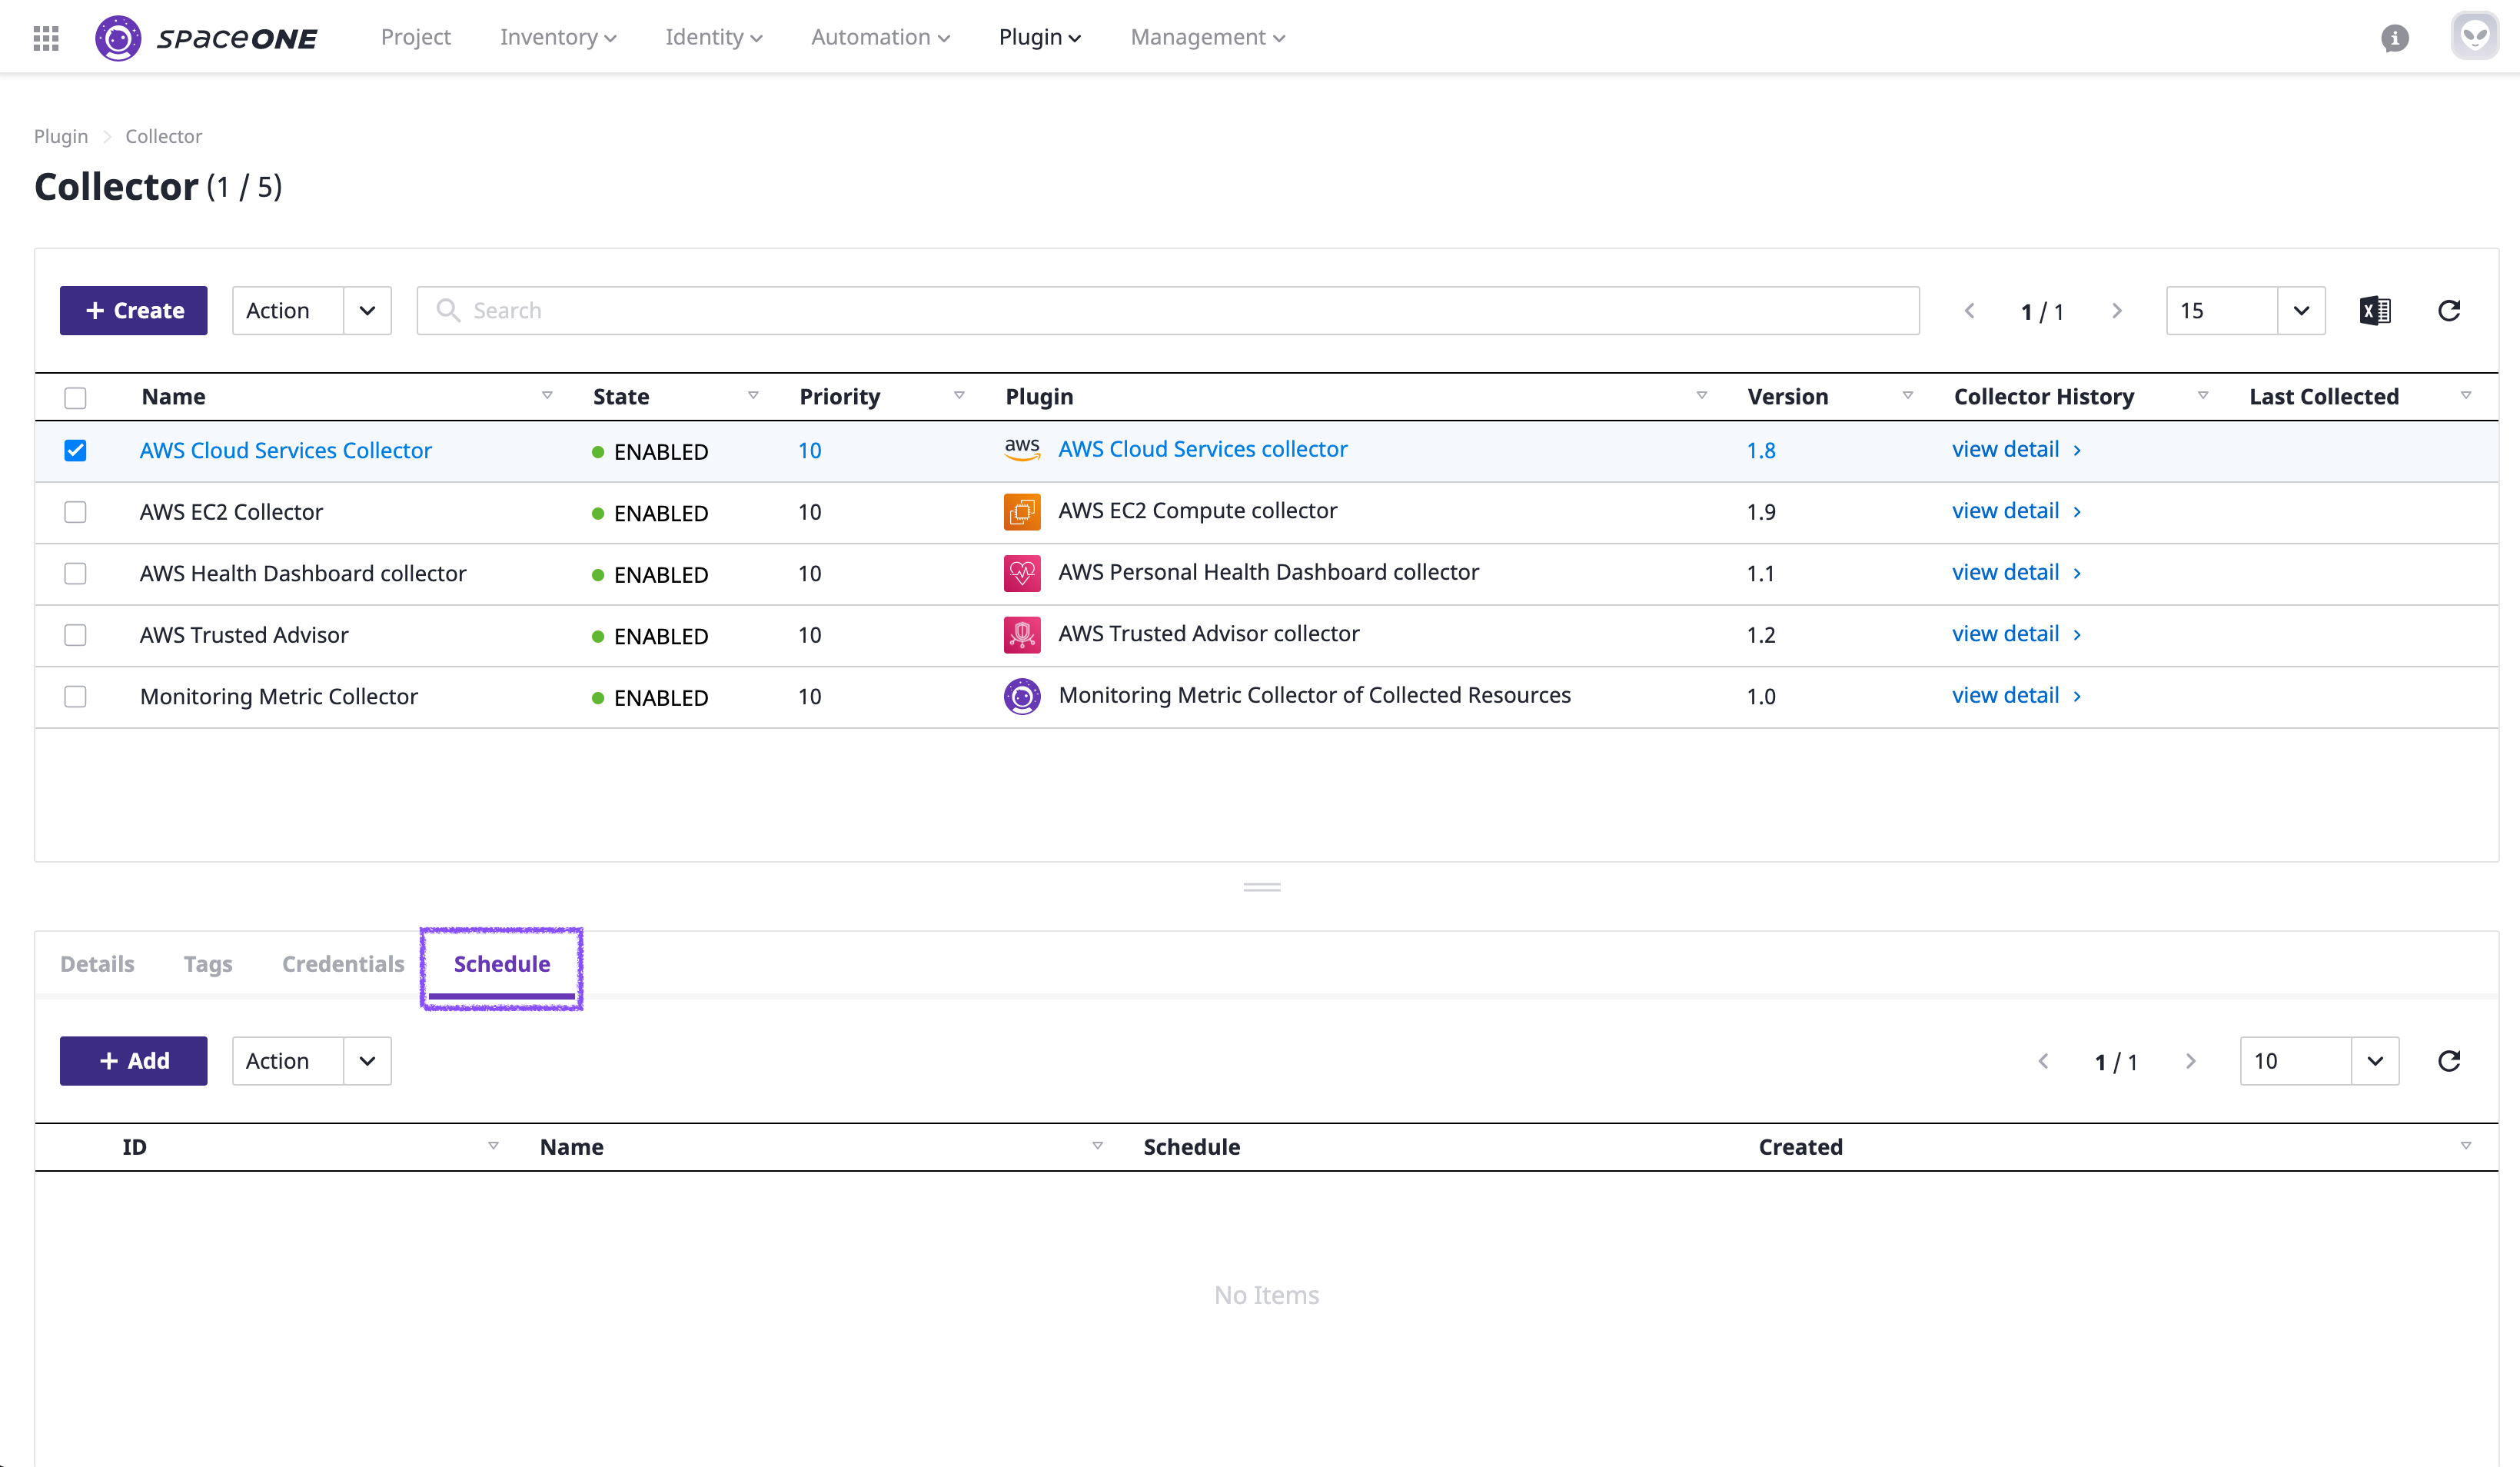 spaceONE Project Inventory Identity Automation Plugin Management
Plugin > Collector
Collector (1 / 5)
+ Create Action Search 1 / 1 15
Name State Priority Plugin Version Collector History Last Collected
AWS Cloud Services Collector ENABLED 10 aws AWS Cloud Services collector 1.8 view detail >
AWS EC2 Collector ENABLED 10 AWS EC2 Compute collector 1.9 view detail >
AWS Health Dashboard collector ENABLED 10 AWS Personal Health Dashboard collector 1.1 view detail >
AWS Trusted Advisor ENABLED 10 AWS Trusted Advisor collector 1.2 view detail >
Monitoring Metric Collector ENABLED 10 Monitoring Metric Collector of Collected Resources 1.0 view detail >
Details Tags Credentials Schedule
+ Add Action 1 / 1 10
ID Name Schedule Created
No Items